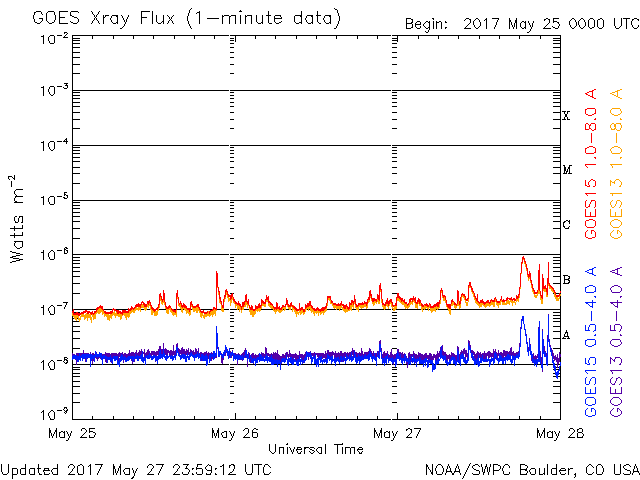 GOES Xray Flux (1-minute data)
Begin: 2017 May 25 0000 UTC
Watts m-2
10-2
10-3
10-4
10-5
10-6
10-7
10-8
10-9
X
M
C
B
A
GOES15 1.0-8.0 A
GOES13 1.0-8.0 A
GOES15 0.5-4.0 A
GOES13 0.5-4.0 A
May 25
May 26
May 27
May 28
Universal Time
Updated 2017 May 27 23:59:12 UTC
NOAA/SWPC Boulder, CO USA